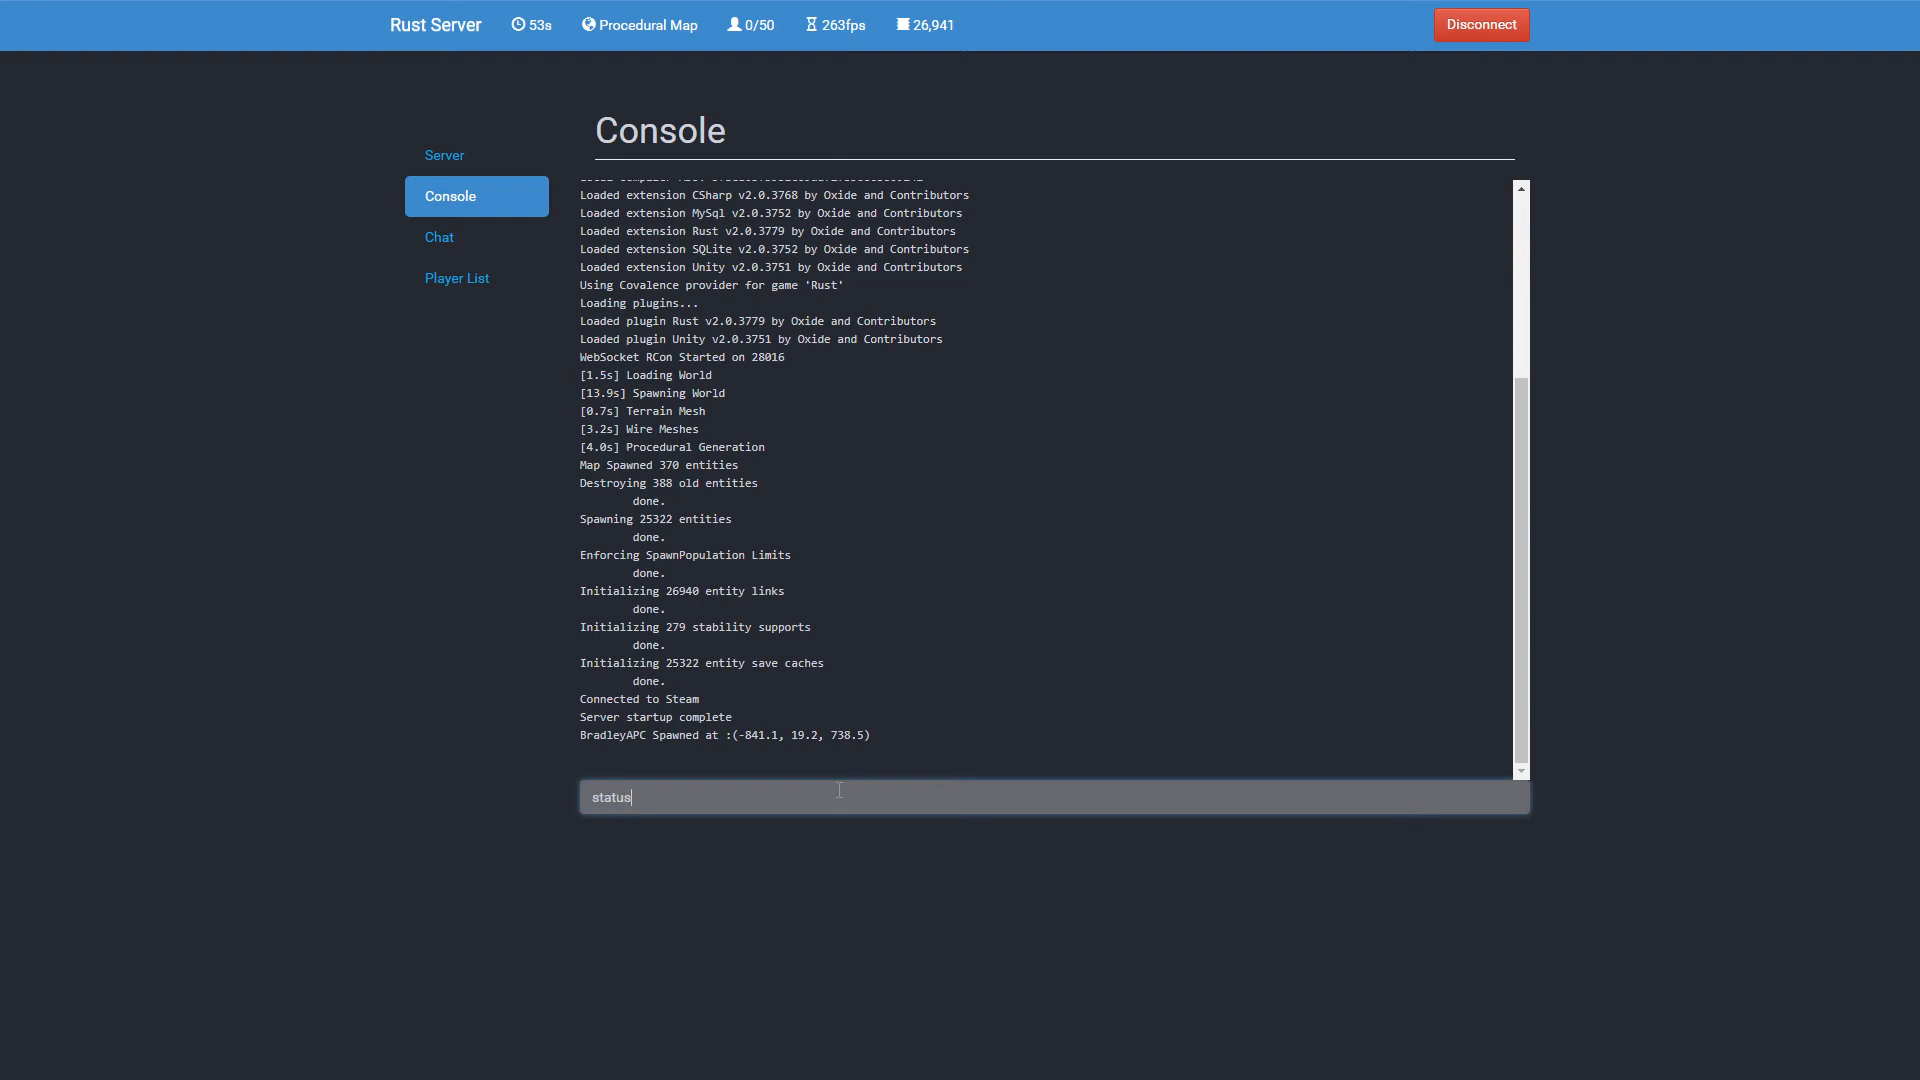 Rust Server 53s Procedural Map 0/50 263fps 26,941 Disconnect
Console
Server
Console
Chat
Player List
Loaded extension CSharp v2.0.3768 by Oxide and Contributors
Loaded extension MySql v2.0.3752 by Oxide and Contributors
Loaded extension Rust v2.0.3779 by Oxide and Contributors
Loaded extension SQLite v2.0.3752 by Oxide and Contributors
Loaded extension Unity v2.0.3751 by Oxide and Contributors
Using Covalence provider for game 'Rust'
Loading plugins...
Loaded plugin Rust v2.0.3779 by Oxide and Contributors
Loaded plugin Unity v2.0.3751 by Oxide and Contributors
WebSocket RCon Started on 28016
[1.5s] Loading World
[13.9s] Spawning World
[0.7s] Terrain Mesh
[3.2s] Wire Meshes
[4.0s] Procedural Generation
Map Spawned 370 entities
Destroying 388 old entities
done.
Spawning 25322 entities
done.
Enforcing SpawnPopulation Limits
done.
Initializing 26940 entity links
done.
Initializing 279 stability supports
done.
Initializing 25322 entity save caches
done.
Connected to Steam
Server startup complete
BradleyAPC Spawned at :(-841.1, 19.2, 738.5)
status